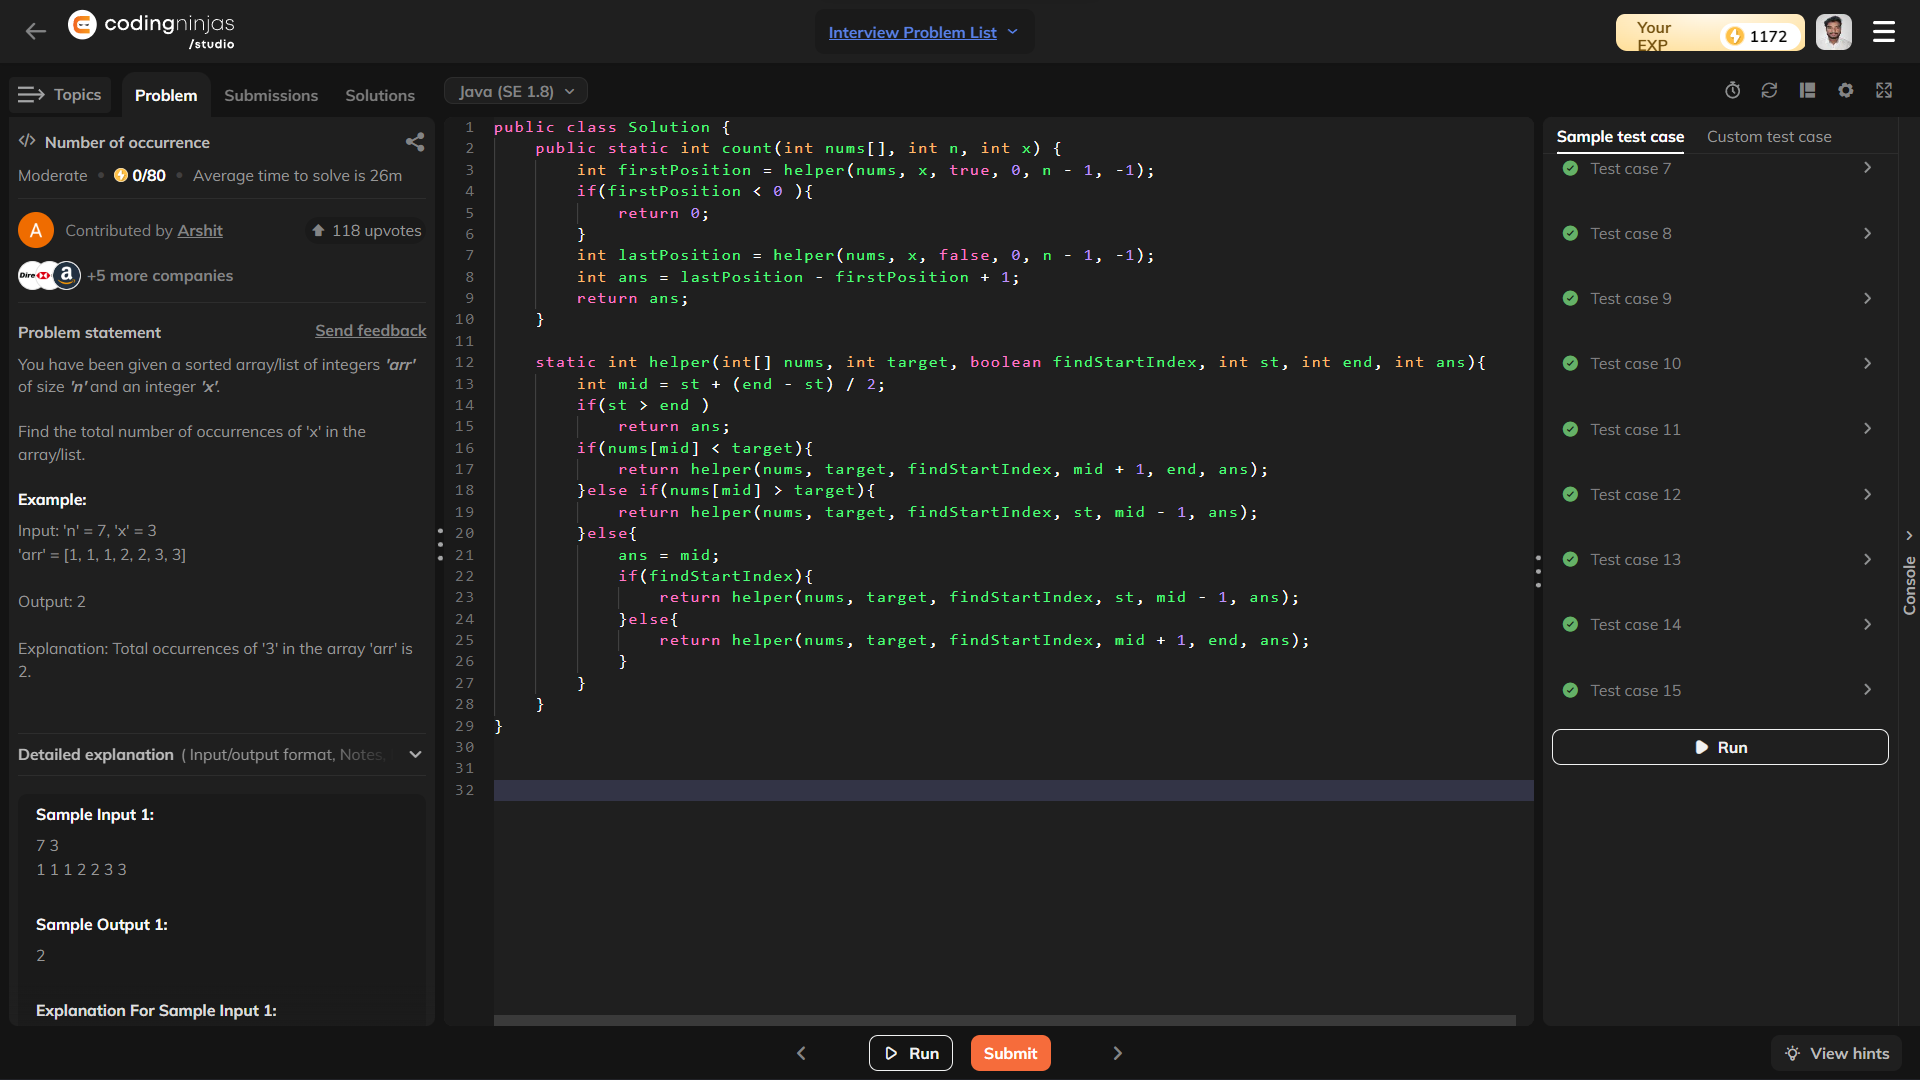 codingninjas
/studio
Interview Problem List
Your EXP
1172
Topics
Problem
Submissions
Solutions
Java (SE 1.8)
</> Number of occurrence
Moderate • 0/80 • Average time to solve is 26m
A
Contributed by Arshit
118 upvotes
Dire
a
+5 more companies
Problem statement
Send feedback
You have been given a sorted array/list of integers 'arr'
of size 'n' and an integer 'x'.
Find the total number of occurrences of 'x' in the
array/list.
Example:
Input: 'n' = 7, 'x' = 3
'arr' = [1, 1, 1, 2, 2, 3, 3]
Output: 2
Explanation: Total occurrences of '3' in the array 'arr' is
2.
Detailed explanation ( Input/output format, Notes,
Sample Input 1:
7 3
1 1 1 2 2 3 3
Sample Output 1:
2
Explanation For Sample Input 1:
1 public class Solution {
2     public static int count(int nums[], int n, int x) {
3         int firstPosition = helper(nums, x, true, 0, n - 1, -1);
4         if(firstPosition < 0 ){
5             return 0;
6         }
7         int lastPosition = helper(nums, x, false, 0, n - 1, -1);
8         int ans = lastPosition - firstPosition + 1;
9         return ans;
10     }
11
12     static int helper(int[] nums, int target, boolean findStartIndex, int st, int end, int ans){
13         int mid = st + (end - st) / 2;
14         if(st > end )
15             return ans;
16         if(nums[mid] < target){
17             return helper(nums, target, findStartIndex, mid + 1, end, ans);
18         }else if(nums[mid] > target){
19             return helper(nums, target, findStartIndex, st, mid - 1, ans);
20         }else{
21             ans = mid;
22             if(findStartIndex){
23                 return helper(nums, target, findStartIndex, st, mid - 1, ans);
24             }else{
25                 return helper(nums, target, findStartIndex, mid + 1, end, ans);
26             }
27         }
28     }
29 }
30
31
32
Sample test case
Custom test case
Test case 7
Test case 8
Test case 9
Test case 10
Test case 11
Test case 12
Test case 13
Test case 14
Test case 15
Run
Console
Run
Submit
View hints